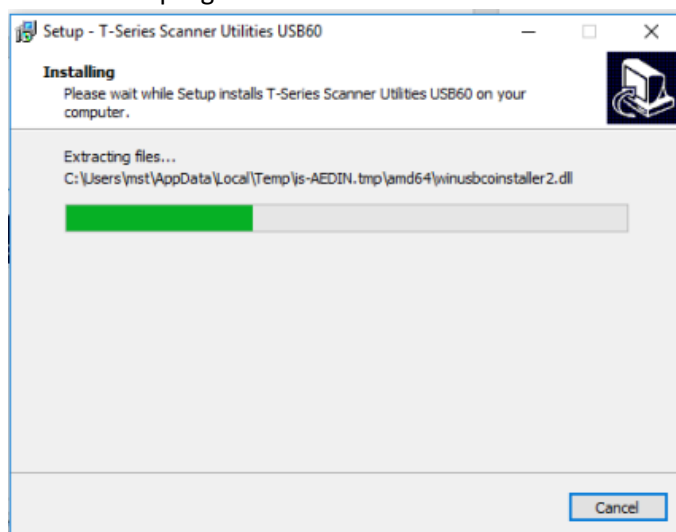 Setup - T-Series Scanner Utilities USB60
Installing
Please wait while Setup installs T-Series Scanner Utilities USB60 on your
computer.
Extracting files...
C:\Users\mst\AppData\Local\Temp\is-AEDIN.tmp\amd64\winusbcoinstaller2.dll
Cancel